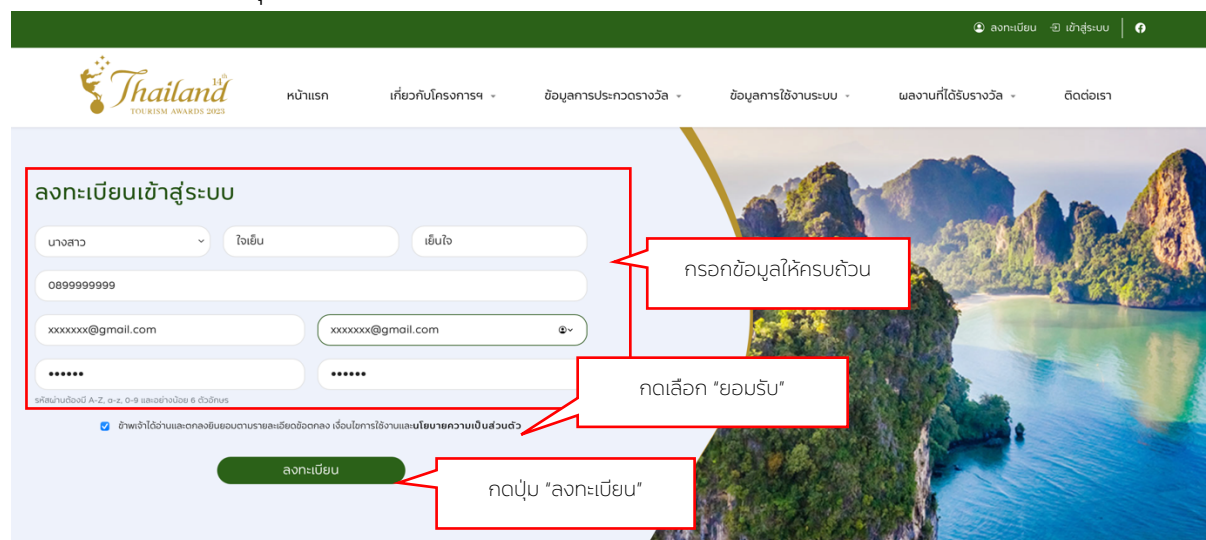 ลงทะเบียน เข้าสู่ระบบ
14th
Thailand
TOURISM AWARDS 2023
หน้าแรก เกี่ยวกับโครงการฯ ข้อมูลการประกวดรางวัล ข้อมูลการใช้งานระบบ ผลงานที่ได้รับรางวัล ติดต่อเรา
ลงทะเบียนเข้าสู่ระบบ
นางสาว ใจเย็น เย็นใจ
กรอกข้อมูลให้ครบถ้วน
0899999999
xxxxxxx@gmail.com xxxxxxx@gmail.com
•••••• ••••••
กดเลือก "ยอมรับ"
รหัสผ่านต้องมี A-Z, a-z, 0-9 และอย่างน้อย 6 ตัวอักษร
ข้าพเจ้าได้อ่านและตกลงยินยอมตามรายละเอียดข้อตกลง เงื่อนไขการใช้งานและนโยบายความเป็นส่วนตัว
ลงทะเบียน
กดปุ่ม "ลงทะเบียน"